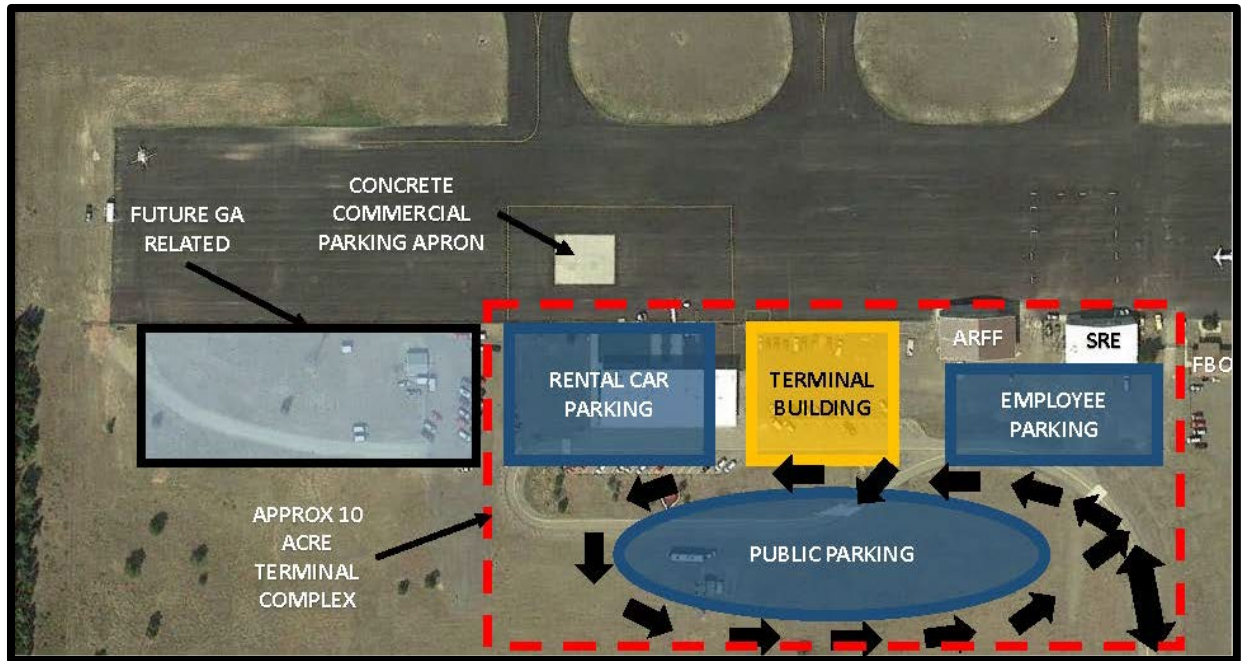 CONCRETE
COMMERCIAL
PARKING APRON
FUTURE GA
RELATED
ARFF
SRE
FBO
RENTAL CAR
PARKING
TERMINAL
BUILDING
EMPLOYEE
PARKING
APPROX 10
ACRE
TERMINAL
COMPLEX
PUBLIC PARKING